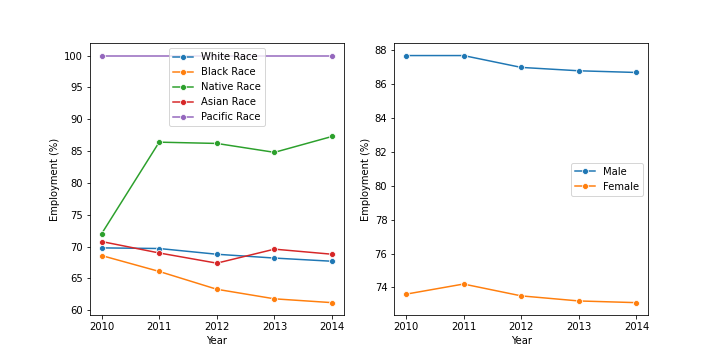 100
95
90
85
80
75
70
65
60
Employment (%)
2010
2011
2012
2013
2014
Year
White Race
Black Race
Native Race
Asian Race
Pacific Race
88
86
84
82
80
78
76
74
Employment (%)
2010
2011
2012
2013
2014
Year
Male
Female